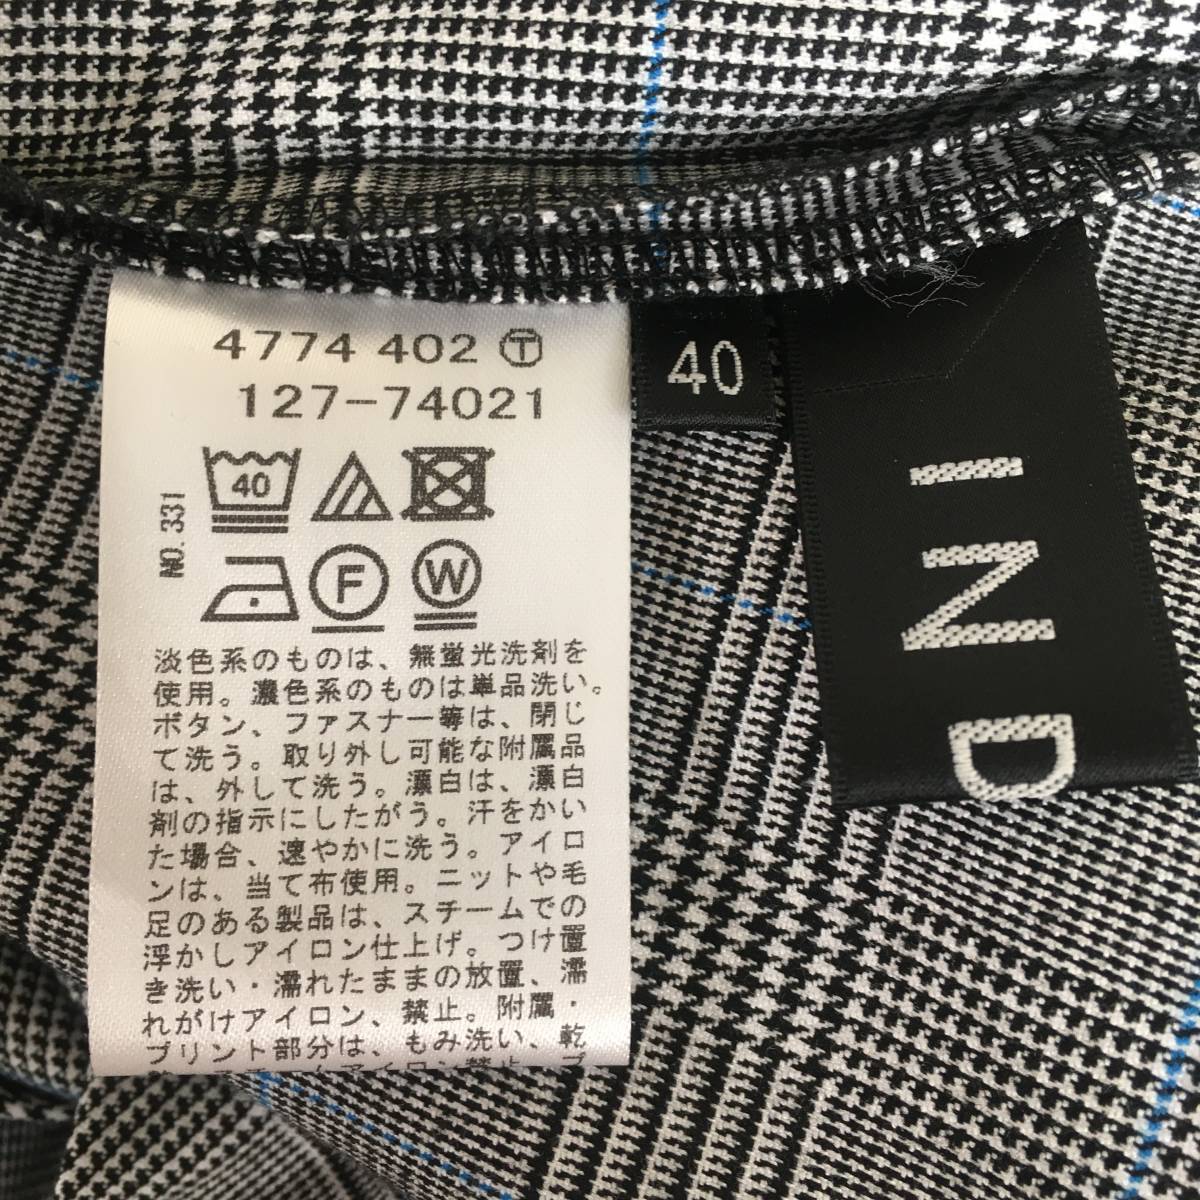 4774 402 Ⓣ
127-74021
40
NO. 331
F
W
淡色系のものは、無蛍光洗剤を
使用。濃色系のものは単品洗い。
ボタン、ファスナー等は、閉じ
て洗う。取り外し可能な附属品
は、外して洗う。漂白は、漂白
剤の指示にしたがう。汗をかい
た場合、速やかに洗う。アイロ
ンは、当て布使用。ニットや毛
足のある製品は、スチームでの
浮かしアイロン仕上げ。つけ置
き洗い・濡れたままの放置、濡
れがけアイロン、禁止。附属・
プリント部分は、もみ洗い、乾
40
IND